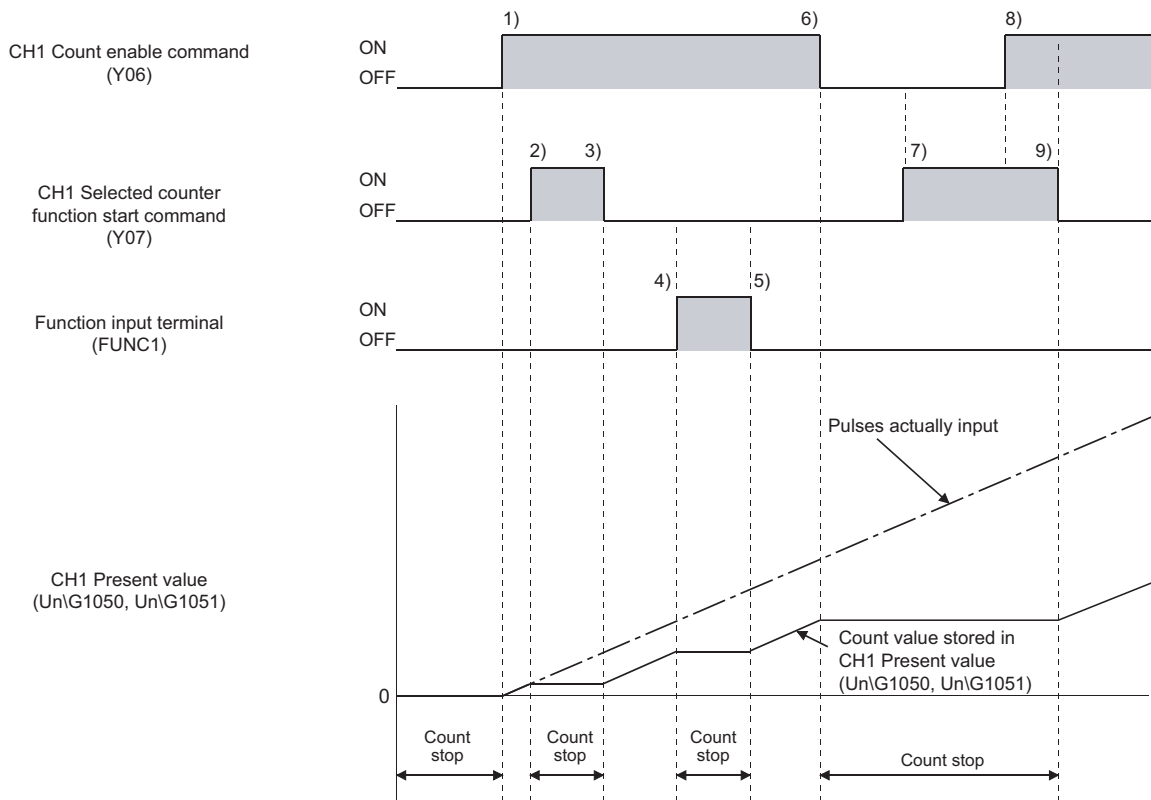 1)
6)
8)
CH1 Count enable command
(Y06)
ON
OFF
2)
3)
7)
9)
CH1 Selected counter
function start command
(Y07)
ON
OFF
4)
5)
Function input terminal
(FUNC1)
ON
OFF
Pulses actually input
CH1 Present value
(Un\G1050, Un\G1051)
Count value stored in
CH1 Present value
(Un\G1050, Un\G1051)
0
Count
stop
Count
stop
Count
stop
Count stop